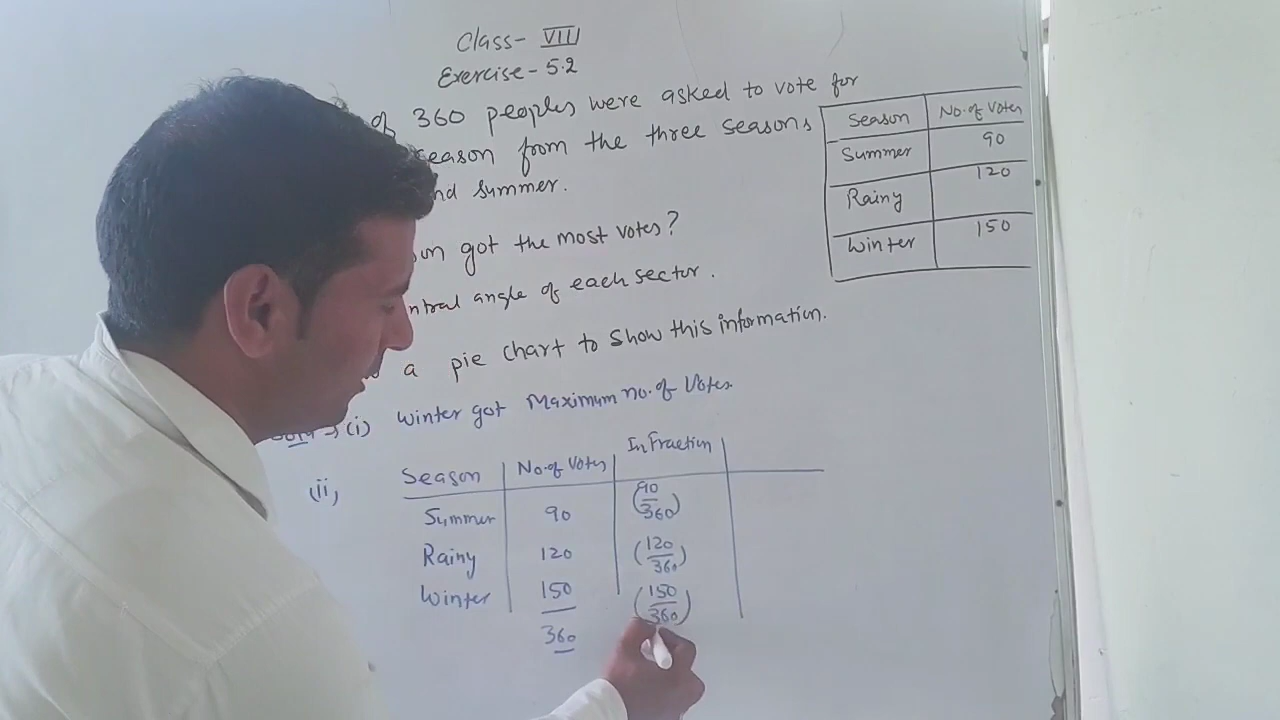 Class- VIII
Exercise - 5.2
of 360 peoples were asked to vote for
season from the three seasons
nd summer.
on got the most votes?
ntral angle of each sector.
a pie chart to show this information.
Season No. of Votes
Summer 90
Rainy 120
Winter 150
Soln → (i) Winter got Maximum no. of Votes
(ii)
Season No. of Votes In Fraction
Summer 90 (90/360)
Rainy 120 (120/360)
Winter 150 (150/360)
360